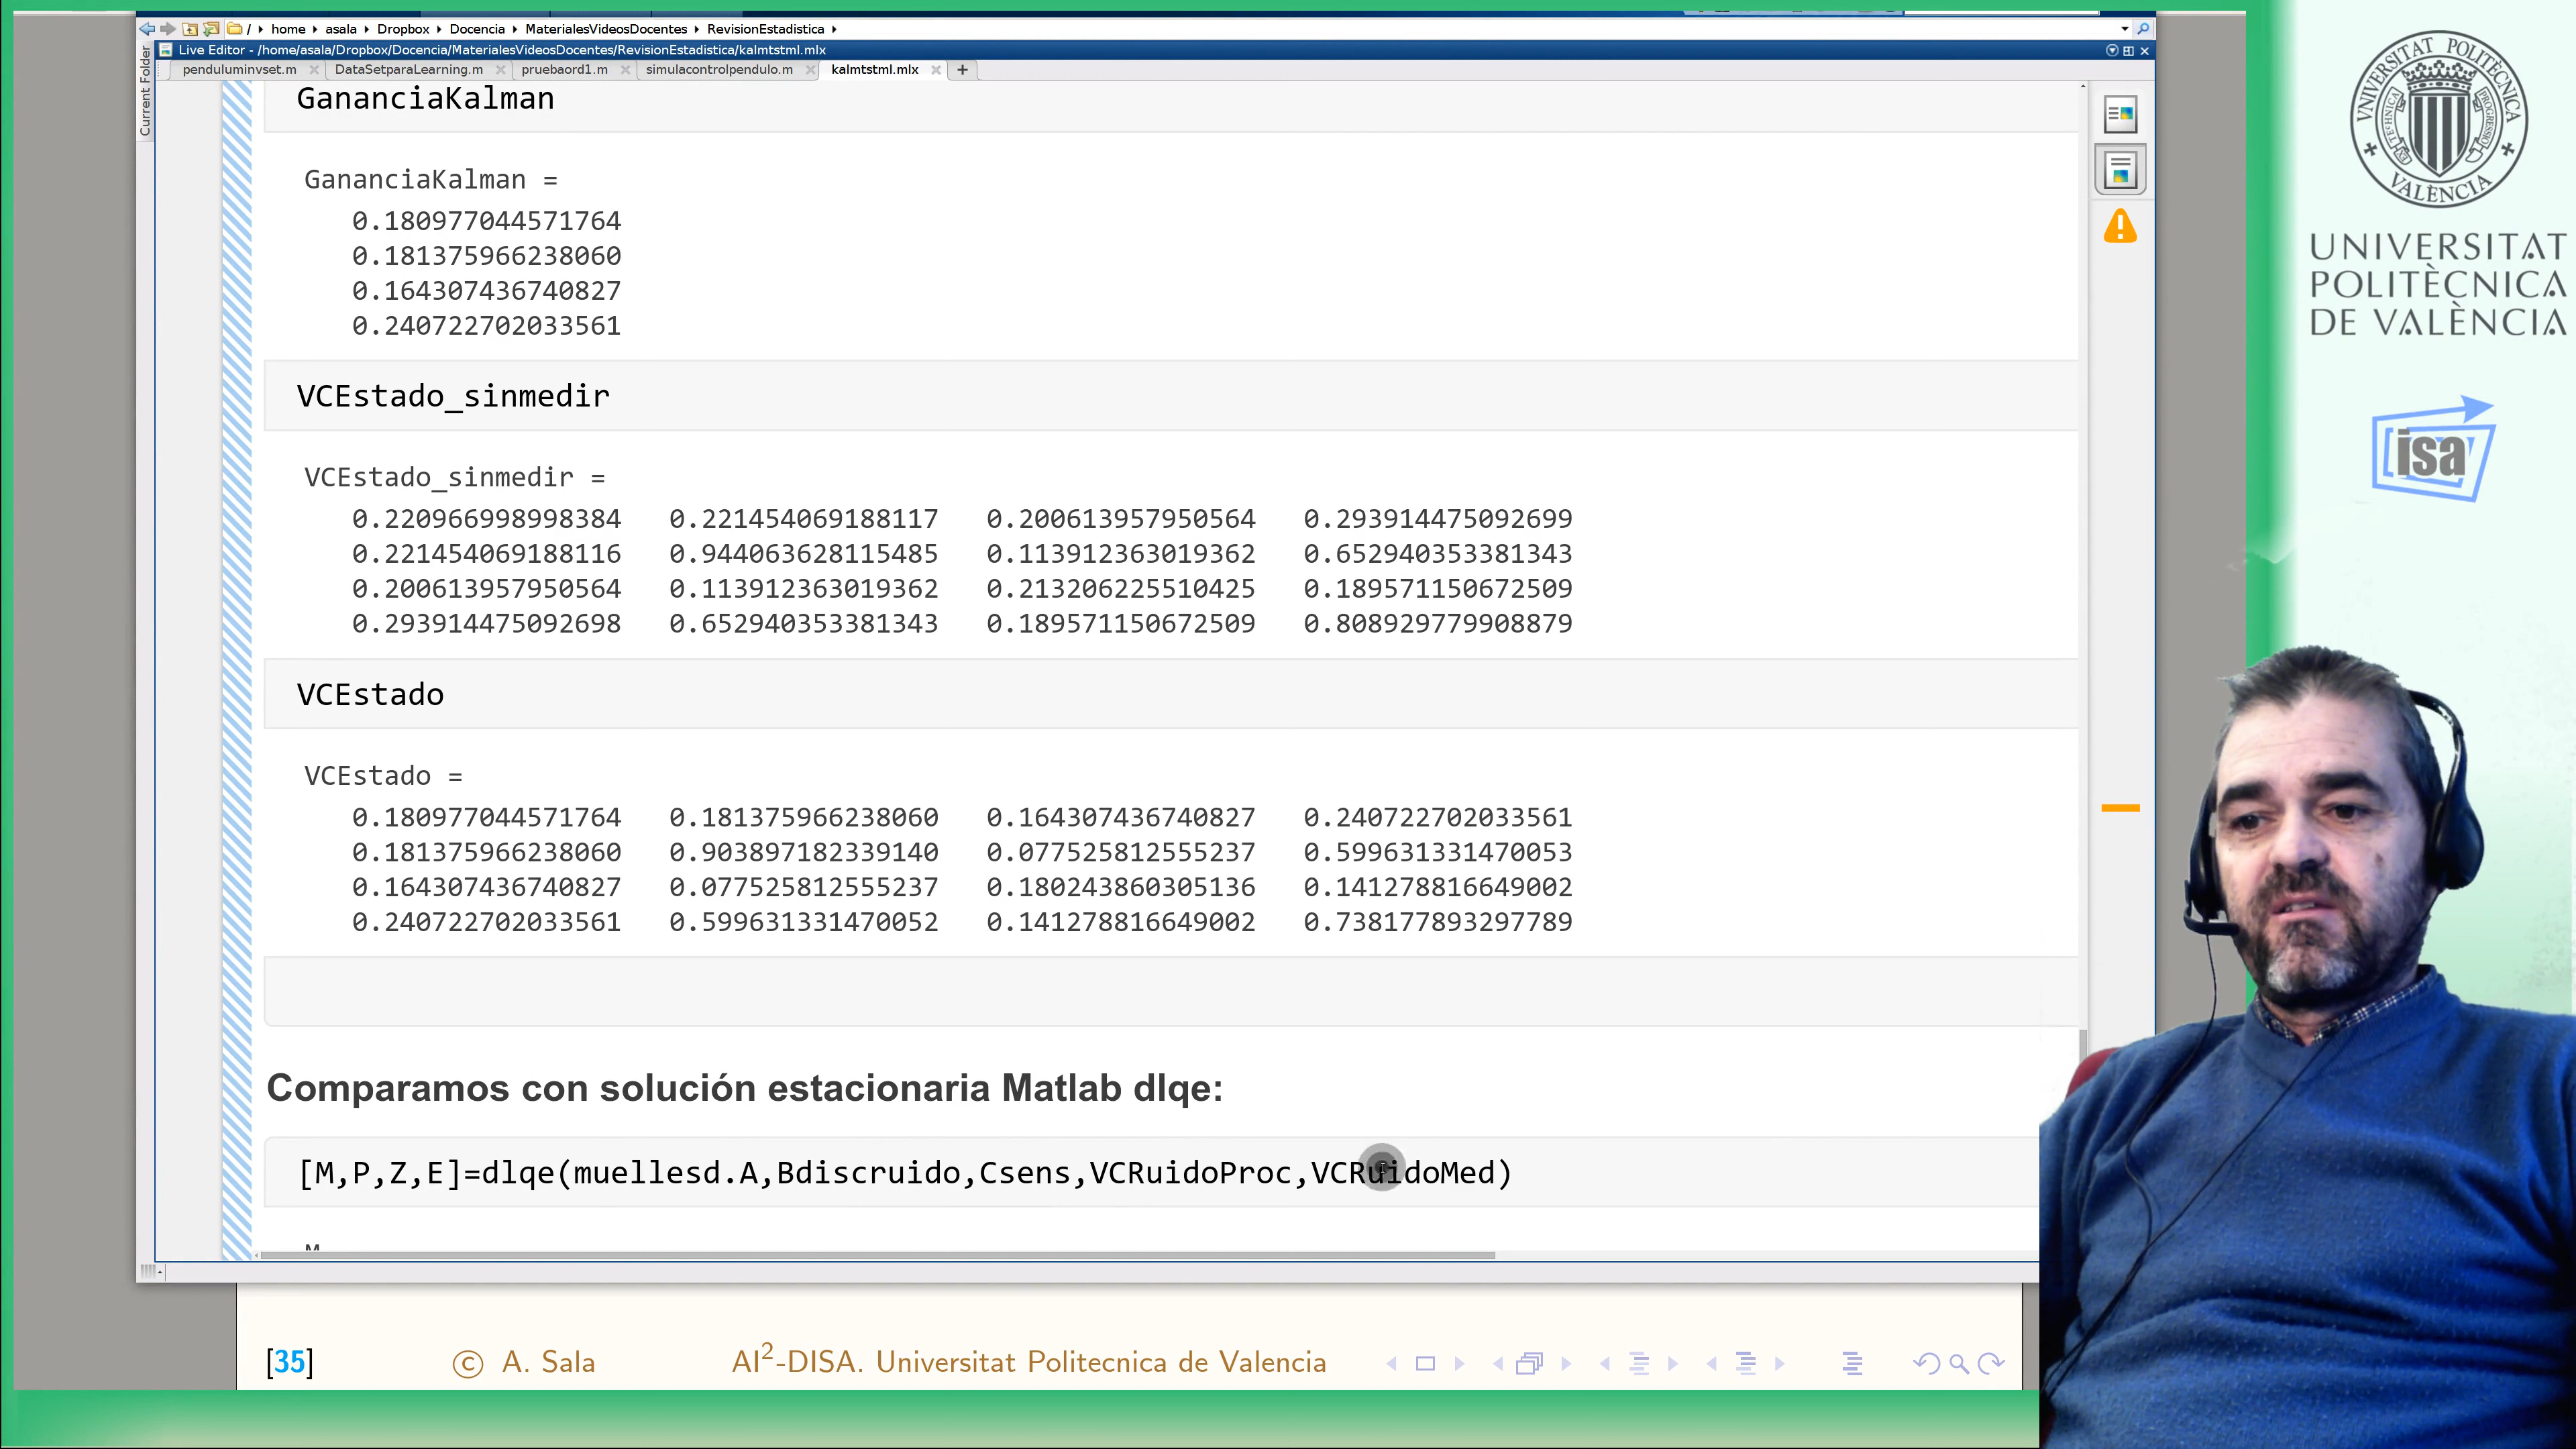 / ▸ home ▸ asala ▸ Dropbox ▸ Docencia ▸ MaterialesVideosDocentes ▸ RevisionEstadistica ▸
Current Folder
Live Editor - /home/asala/Dropbox/Docencia/MaterialesVideosDocentes/RevisionEstadistica/kalmtstml.mlx
penduluminvset.m DataSetparaLearning.m pruebaord1.m simulacontrolpendulo.m kalmtstml.mlx +
GananciaKalman
GananciaKalman =
0.180977044571764
0.181375966238060
0.164307436740827
0.240722702033561
VCEstado_sinmedir
VCEstado_sinmedir =
0.220966998998384 0.221454069188117 0.200613957950564 0.293914475092699
0.221454069188116 0.944063628115485 0.113912363019362 0.652940353381343
0.200613957950564 0.113912363019362 0.213206225510425 0.189571150672509
0.293914475092698 0.652940353381343 0.189571150672509 0.808929779908879
VCEstado
VCEstado =
0.180977044571764 0.181375966238060 0.164307436740827 0.240722702033561
0.181375966238060 0.903897182339140 0.077525812555237 0.599631331470053
0.164307436740827 0.077525812555237 0.180243860305136 0.141278816649002
0.240722702033561 0.599631331470052 0.141278816649002 0.738177893297789
Comparamos con solución estacionaria Matlab dlqe:
[M,P,Z,E]=dlqe(muellesd.A,Bdiscruido,Csens,VCRuidoProc,VCRuidoMed)
[35] © A. Sala AI²-DISA. Universitat Politecnica de Valencia
UNIVERSITAT POLITÈCNICA
DE VALÈNCIA
UNIVERSITAT
POLITÈCNICA
DE VALÈNCIA
isa